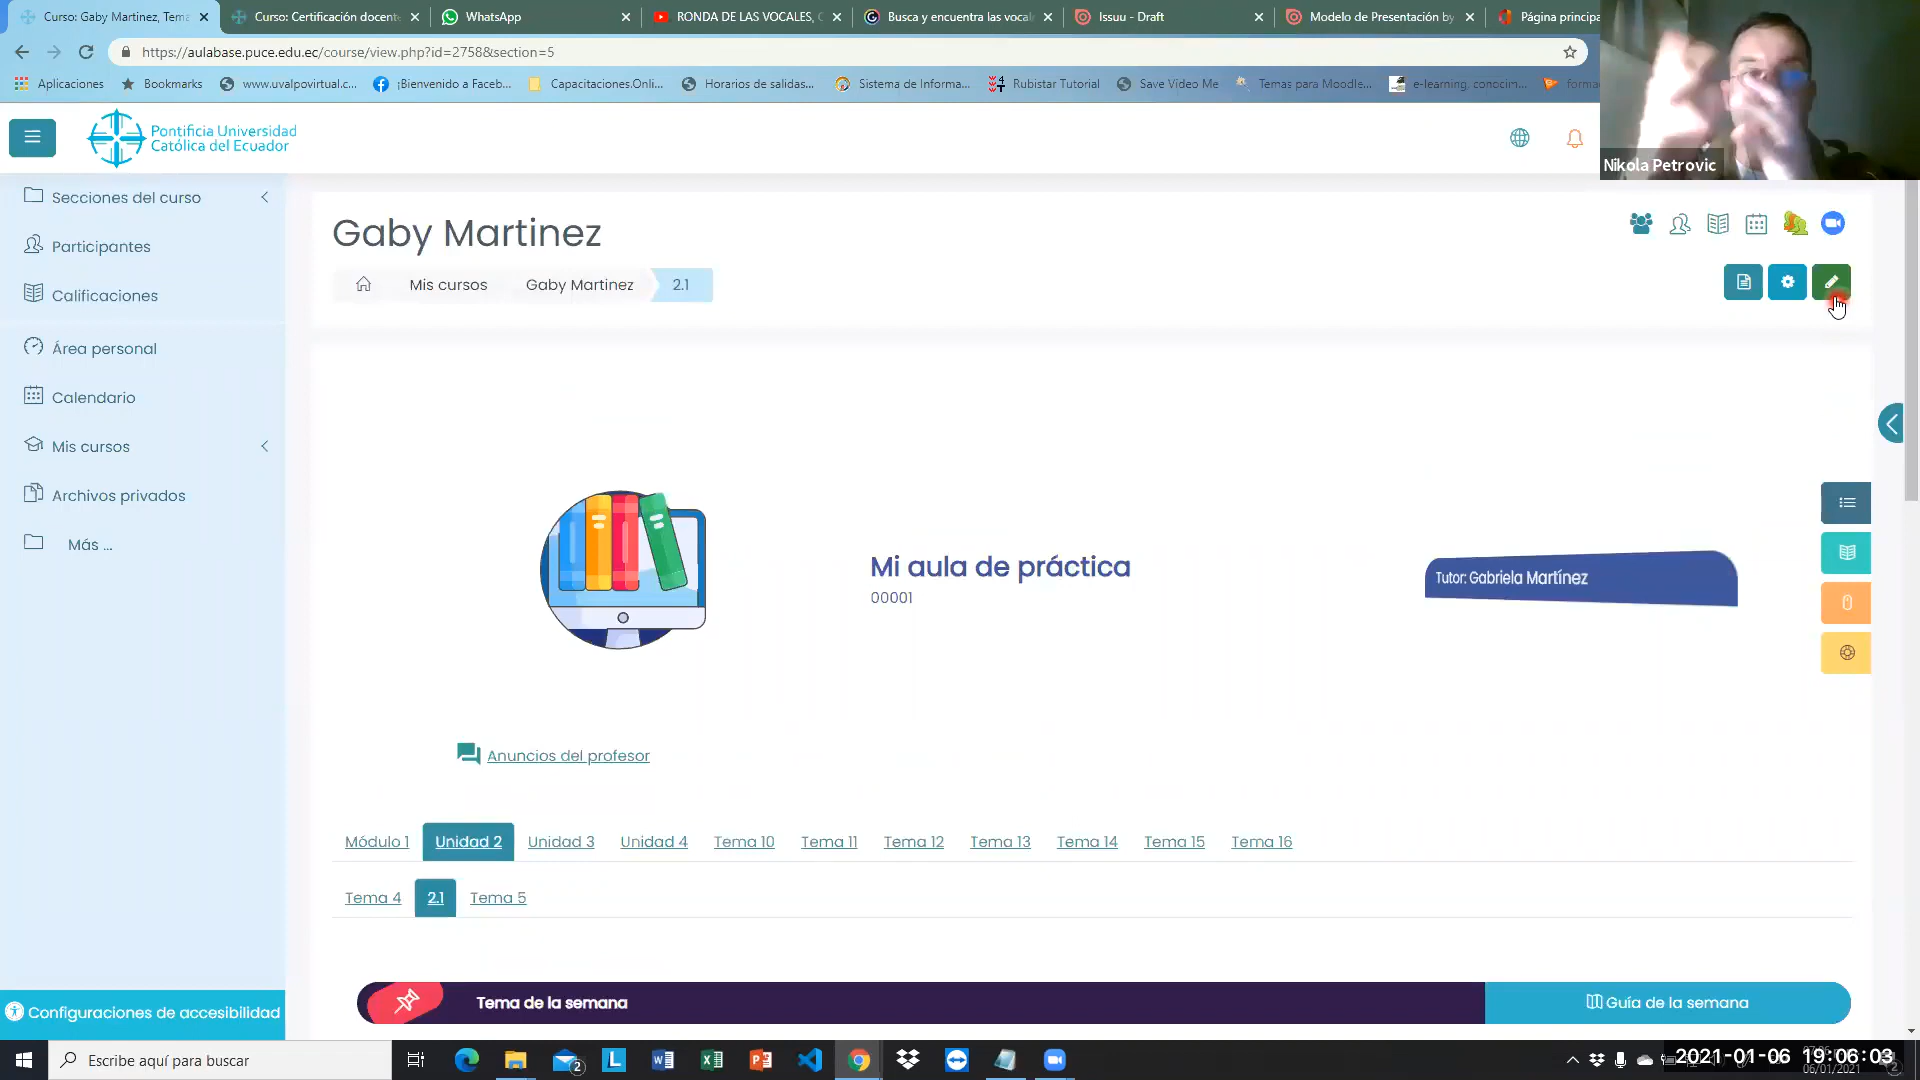 Curso: Gaby Martinez, Tema
Curso: Certificación docente
WhatsApp
RONDA DE LAS VOCALES, C
Busca y encuentra las vocal
Issuu - Draft
Modelo de Presentación by
Página principa
https://aulabase.puce.edu.ec/course/view.php?id=2758&section=5
Aplicaciones
Bookmarks
www.uvalpovirtual.c...
¡Bienvenido a Faceb...
Capacitaciones.Onli...
Horarios de salidas...
Sistema de Informa...
Rubistar Tutorial
Save Video Me
Temas para Moodle...
e-learning, conocim...
forma
Nikola Petrovic
Pontificia Universidad
Católica del Ecuador
Secciones del curso
Participantes
Calificaciones
Área personal
Calendario
Mis cursos
Archivos privados
Más ...
Configuraciones de accesibilidad
Gaby Martinez
Mis cursos
Gaby Martinez
2.1
Mi aula de práctica
00001
Tutor: Gabriela Martínez
Anuncios del profesor
Módulo 1
Unidad 2
Unidad 3
Unidad 4
Tema 10
Tema 11
Tema 12
Tema 13
Tema 14
Tema 15
Tema 16
Tema 4
2.1
Tema 5
Tema de la semana
Guía de la semana
Escribe aquí para buscar
2021-01-06 19:06:03
06/01/2021